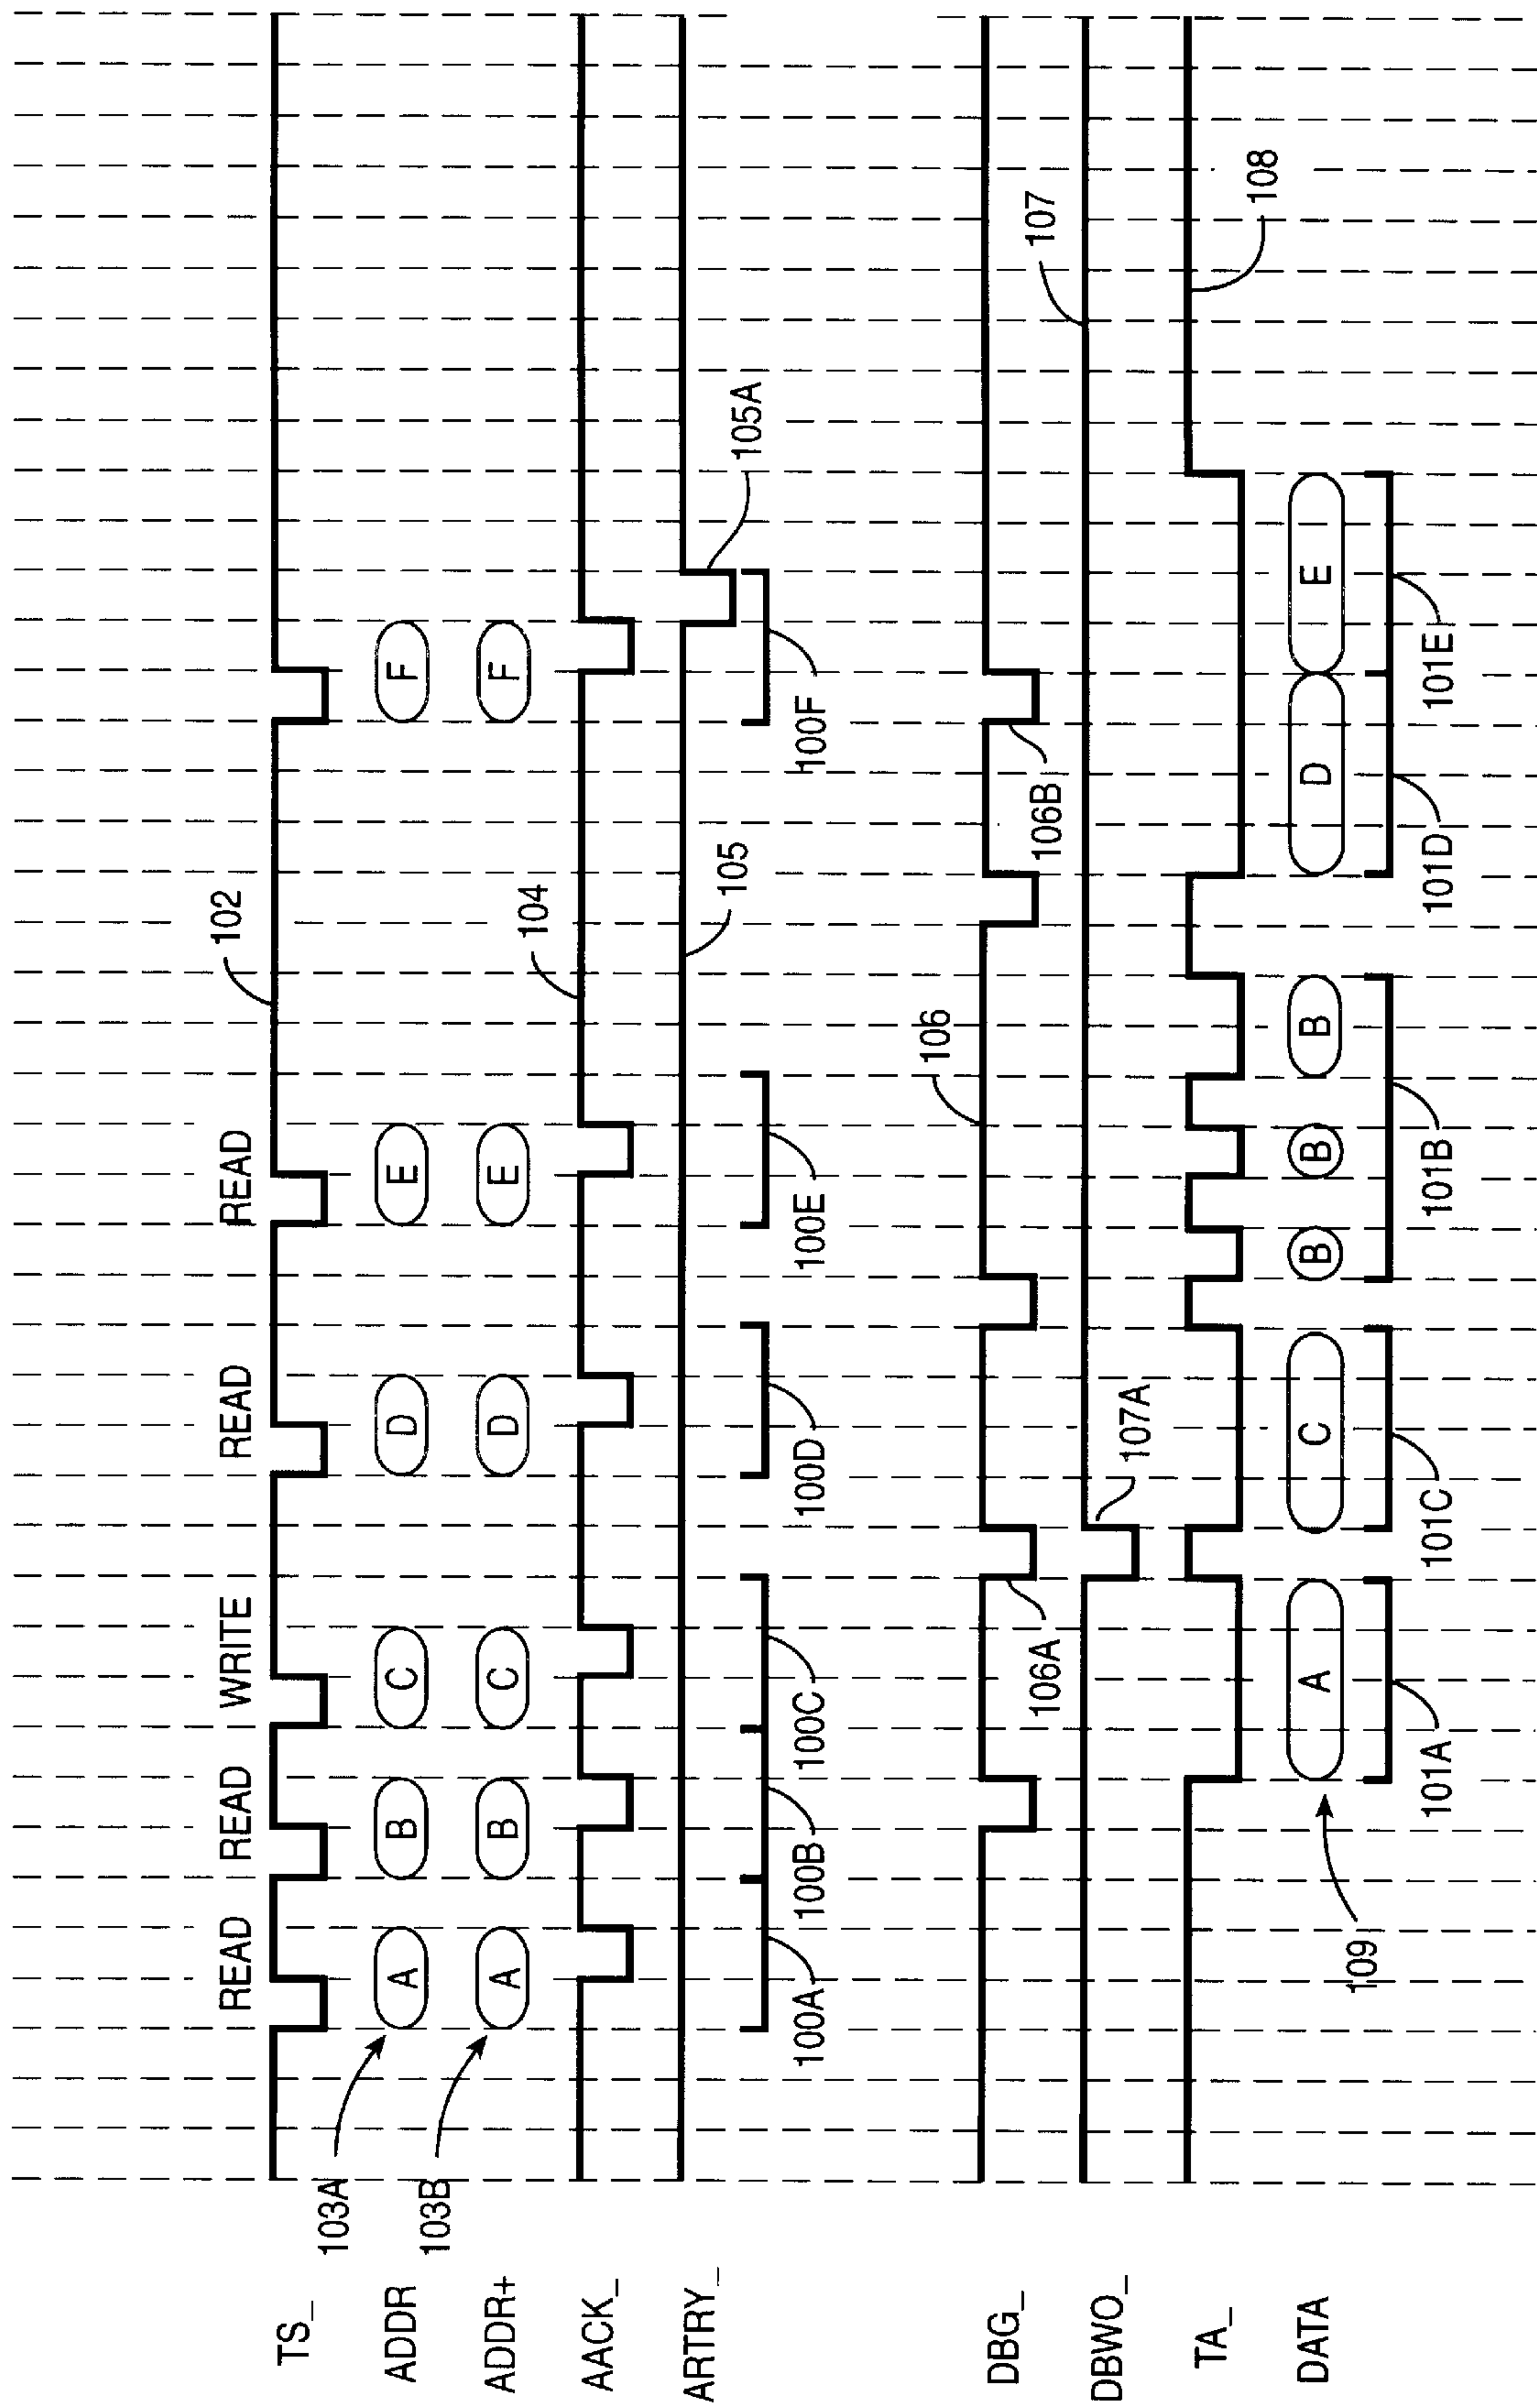 READ READ WRITE READ READ
TS_ 102
103A
ADDR A B C D E F
103B
ADDR+ A B C D E F
AACK_ 104
ARTRY_ 105 105A
100A 100B 100C 100D 100E 100F
DBG_ 106A 106 106B
DBWO_ 107A 107
TA_ 108
DATA A C B B B D E
109 101A 101C 101B 101D 101E